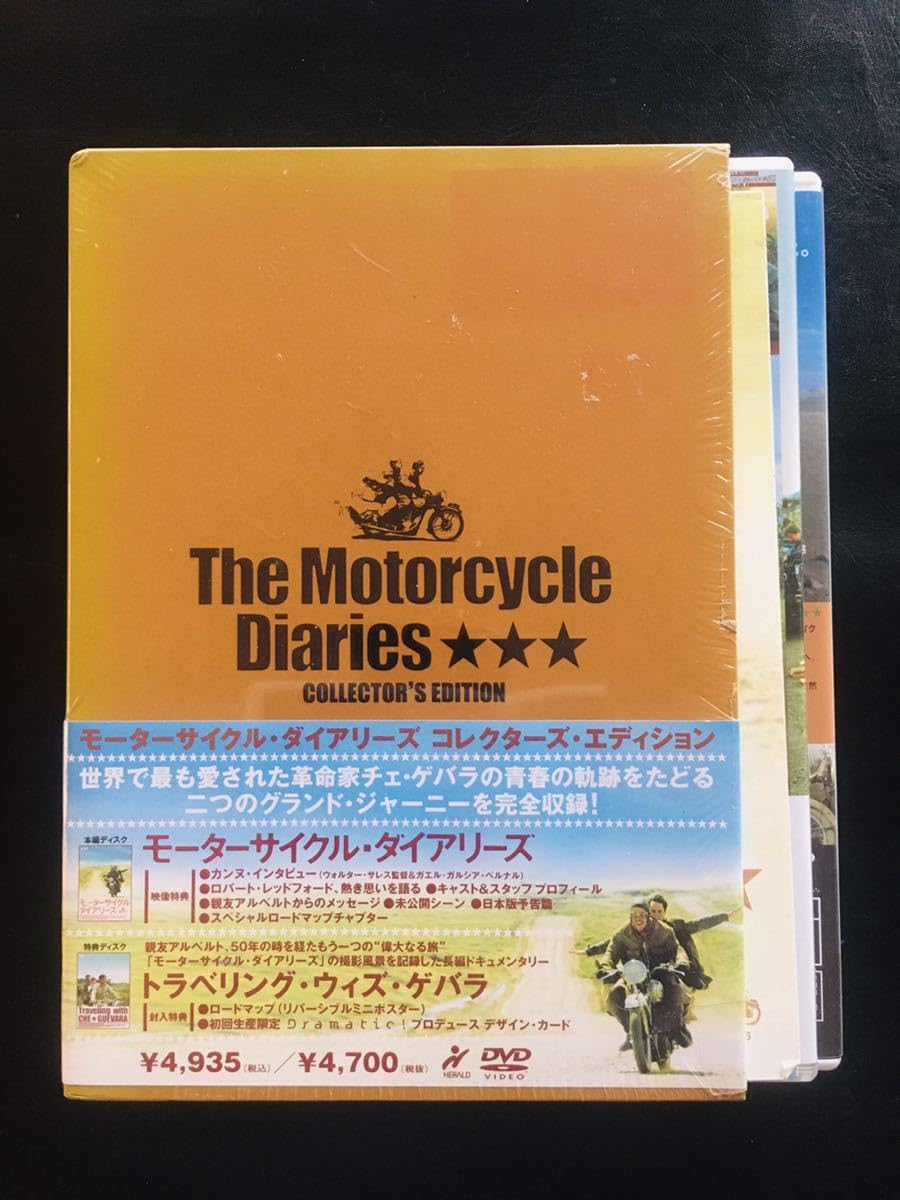 The Motorcycle
Diaries ★★★
COLLECTOR'S EDITION
モーターサイクル・ダイアリーズ コレクターズ・エディション
世界で最も愛された革命家チェ・ゲバラの青春の軌跡をたどる
二つのグランド・ジャーニーを完全収録!
本編ディスク
モーターサイクル・ダイアリーズ
モーターサイクル
ダイアリーズ
映像特典
●カンヌ・インタビュー(ウォルター・サレス監督&ガエル・ガルシア・ベルナル)
●ロバート・レッドフォード、熱き思いを語る ●キャスト&スタッフ プロフィール
●親友アルベルトからのメッセージ ●未公開シーン ●日本版予告篇
●スペシャルロードマップチャプター
特典ディスク
親友アルベルト、50年の時を経たもう一つの“偉大なる旅”
『モーターサイクル・ダイアリーズ』の撮影風景を記録した長編ドキュメンタリー
トラベリング・ウィズ・ゲバラ
Traveling with
CHE★GUEVARA
封入特典
●ロードマップ(リバーシブルミニポスター)
●初回生産限定 Dramatic! プロデュース デザイン・カード
¥4,935(税込)/¥4,700(税抜)
HERALD
DVD
VIDEO